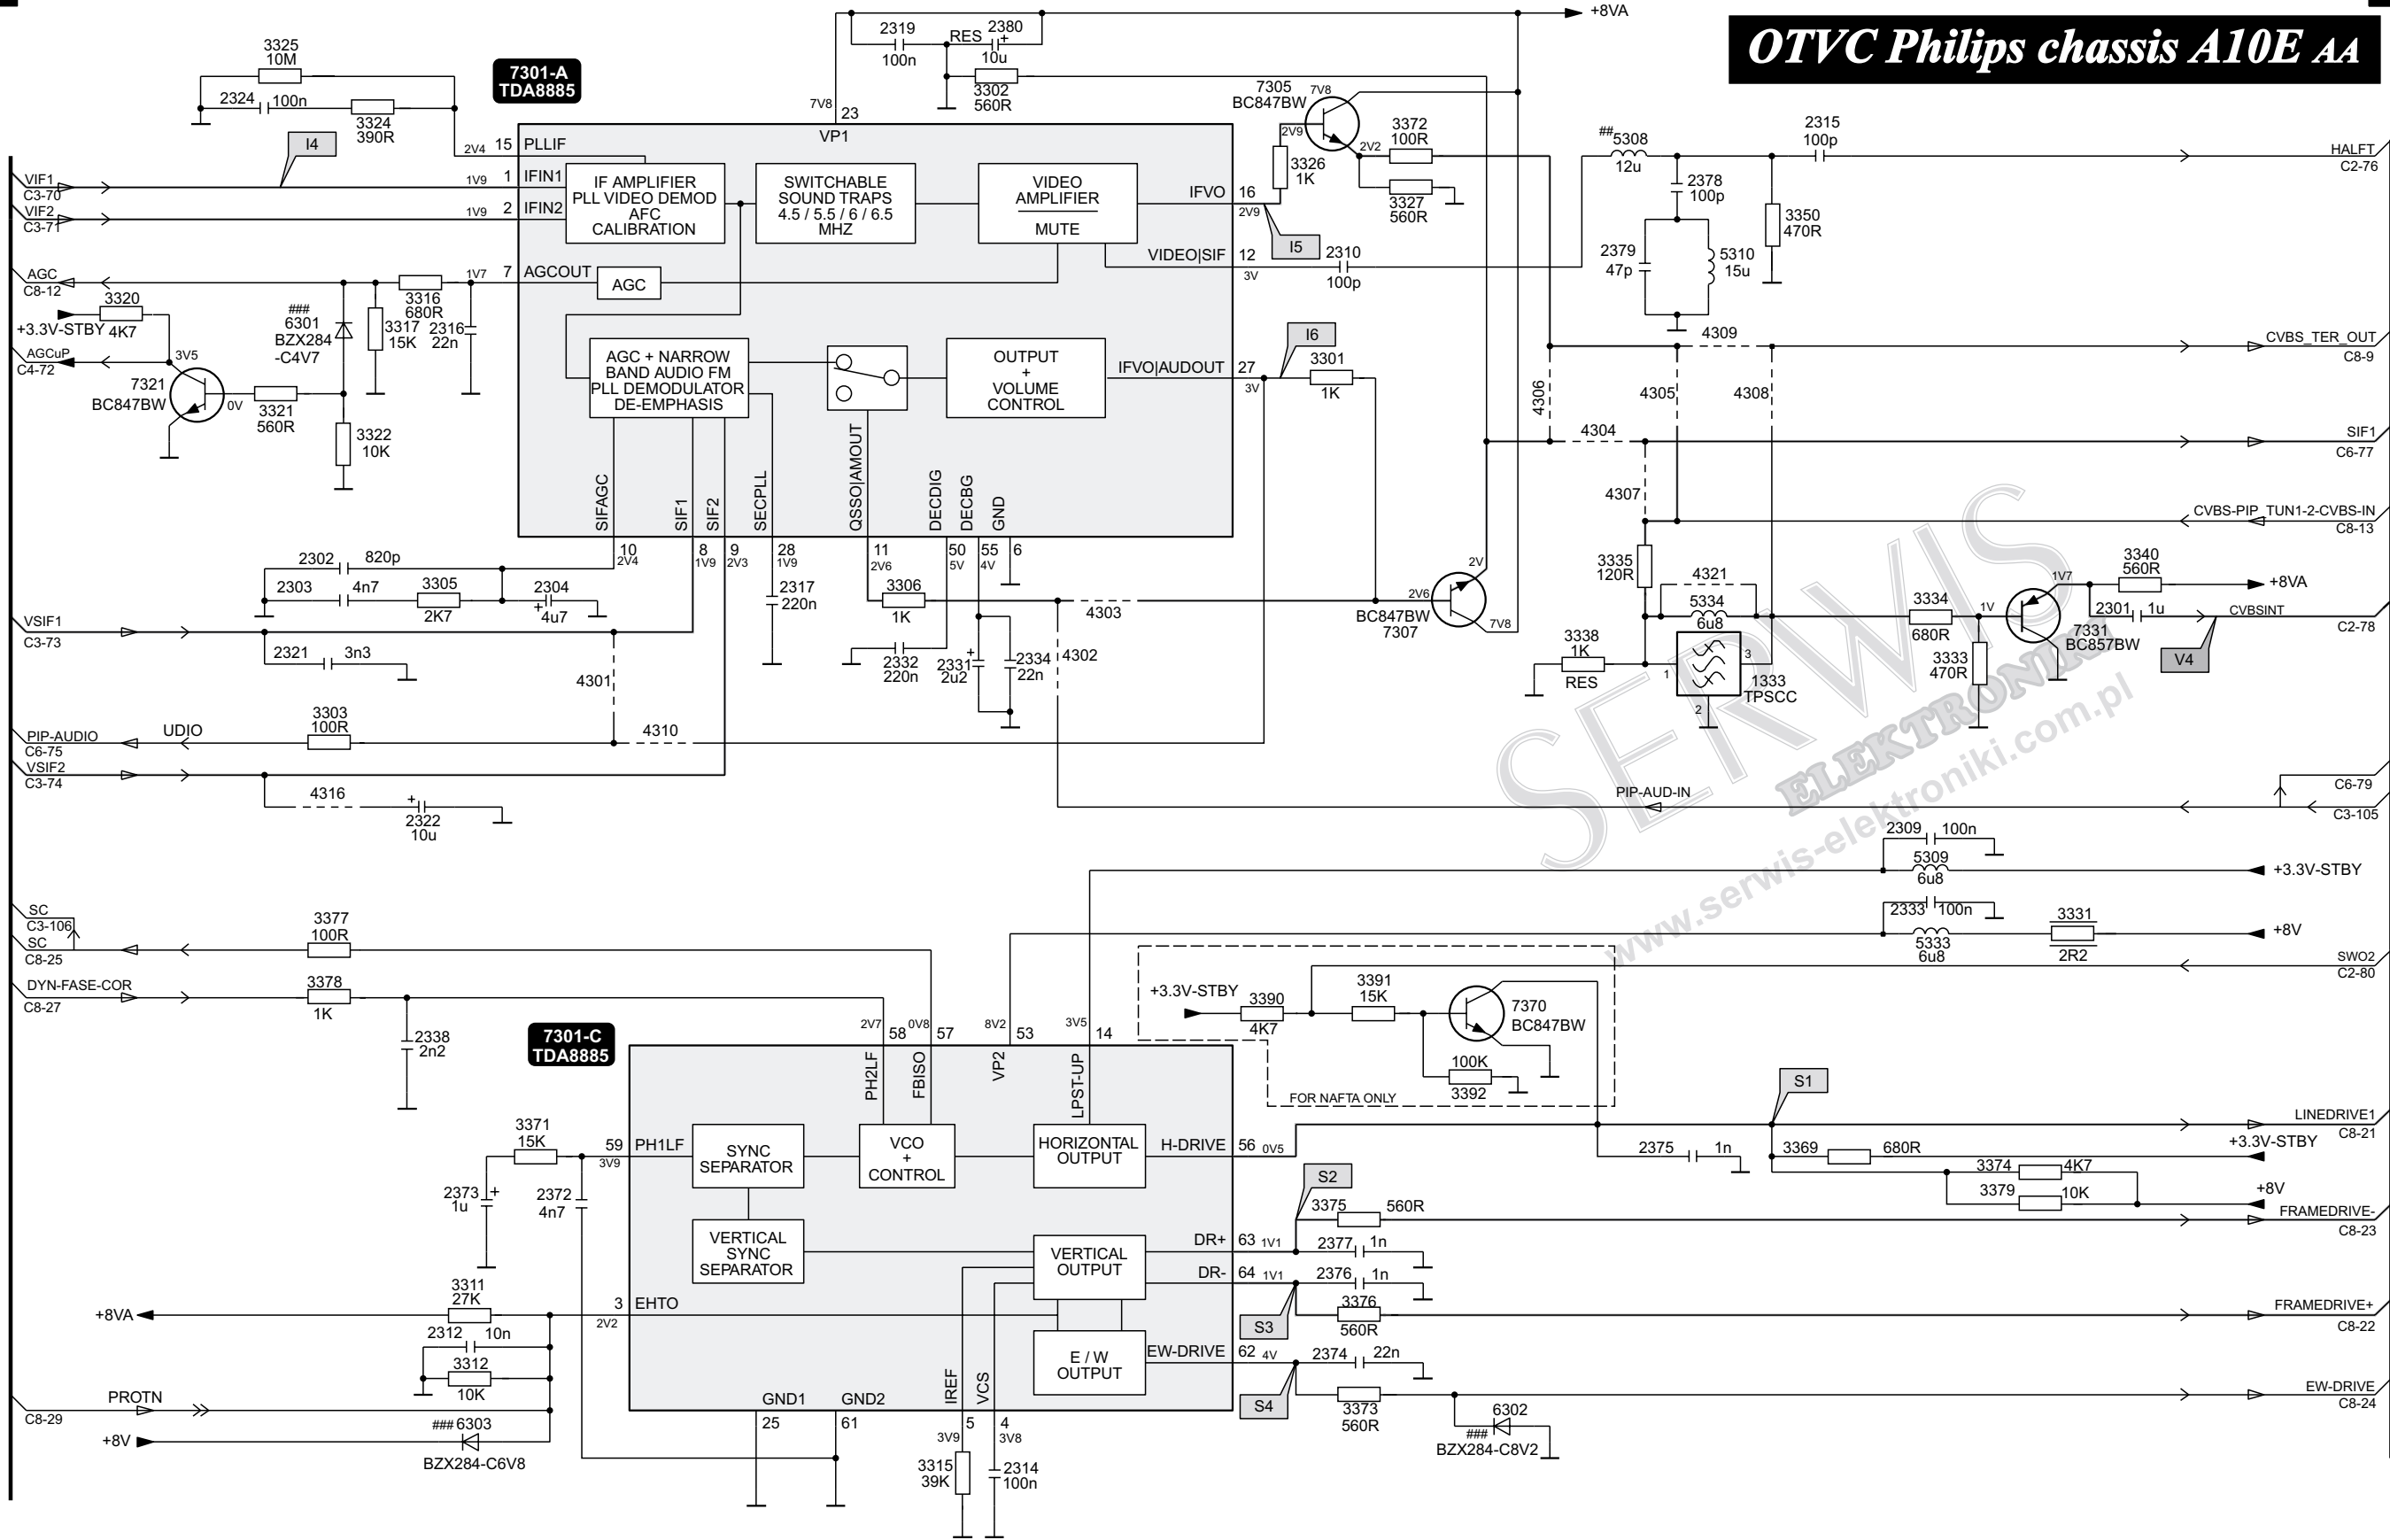 OTVC Philips chassis A10E AA
+8VA
2319
100n
RES
2380
10u
3302
560R
3325
10M
2324
100n
3324
390R
7301-A
TDA8885
7V8
23
VP1
I4
2V4
15
PLLIF
VIF1
C3-70
1V9
1
IFIN1
VIF2
C3-71
1V9
2
IFIN2
IF AMPLIFIER
PLL VIDEO DEMOD
AFC
CALIBRATION
SWITCHABLE
SOUND TRAPS
4.5 / 5.5 / 6 / 6.5
MHZ
VIDEO
AMPLIFIER
MUTE
IFVO
16
2V9
I5
VIDEO|SIF
12
3V
2310
100p
7305
BC847BW
7V8
2V9
3326
1K
2V2
3372
100R
3327
560R
##
5308
12u
2315
100p
HALFT
C2-76
2378
100p
3350
470R
2379
47p
5310
15u
AGC
C8-12
1V7
7
AGCOUT
AGC
3320
4K7
+3.3V-STBY
AGCuP
C4-72
3V5
7321
BC847BW
0V
3321
560R
###
6301
BZX284
-C4V7
3316
680R
3317
15K
2316
22n
3322
10K
AGC + NARROW
BAND AUDIO FM
PLL DEMODULATOR
DE-EMPHASIS
OUTPUT
+
VOLUME
CONTROL
IFVO|AUDOUT
27
3V
I6
3301
1K
4309
CVBS_TER_OUT
C8-9
4306
4305
4308
4304
SIF1
C6-77
4307
CVBS-PIP_TUN1-2-CVBS-IN
C8-13
SIFAGC
SIF1
SIF2
SECPLL
QSSO|AMOUT
DECDIG
DECBG
GND
10
2V4
8
1V9
9
2V3
28
1V9
11
2V6
50
5V
55
4V
6
2302
820p
2303
4n7
3305
2K7
2304
+
4u7
2317
220n
3306
1K
4303
2332
220n
2331
+
2u2
2334
22n
4302
2V
2V6
7V8
BC847BW
7307
3335
120R
4321
5334
6u8
3338
1K
RES
1
3
2
1333
TPSCC
3334
680R
1V
3333
470R
1V7
3340
560R
+8VA
2301
1u
CVBSINT
C2-78
7331
BC857BW
V4
VSIF1
C3-73
2321
3n3
4301
3303
100R
PIP-AUDIO
C6-75
UDIO
4310
VSIF2
C3-74
4316
+
2322
10u
PIP-AUD-IN
C6-79
C3-105
SERWIS
ELEKTRONIKI
www.serwis-elektroniki.com.pl
2309
100n
5309
6u8
+3.3V-STBY
2333
100n
5333
6u8
3331
2R2
+8V
SC
C3-106
SC
C8-25
3377
100R
DYN-FASE-COR
C8-27
3378
1K
2338
2n2
SWO2
C2-80
+3.3V-STBY
3390
4K7
3391
15K
7370
BC847BW
100K
3392
FOR NAFTA ONLY
7301-C
TDA8885
2V7
58
0V8
57
8V2
53
3V5
14
PH2LF
FBISO
VP2
LPST-UP
S1
LINEDRIVE1
C8-21
3371
15K
59
3V9
PH1LF
SYNC
SEPARATOR
VCO
+
CONTROL
HORIZONTAL
OUTPUT
H-DRIVE
56
0V5
2375
1n
3369
680R
+3.3V-STBY
3374
4K7
3379
10K
+8V
2373
1u
+
2372
4n7
S2
3375
560R
FRAMEDRIVE-
C8-23
VERTICAL
SYNC
SEPARATOR
VERTICAL
OUTPUT
DR+
63
1V1
2377
1n
DR-
64
1V1
2376
1n
3376
560R
S3
FRAMEDRIVE+
C8-22
+8VA
3311
27K
3
2V2
EHTO
2312
10n
3312
10K
E / W
OUTPUT
EW-DRIVE
62
4V
2374
22n
S4
3373
560R
EW-DRIVE
C8-24
PROTN
C8-29
+8V
###
6303
BZX284-C6V8
GND1
GND2
IREF
VCS
25
61
5
3V9
4
3V8
3315
39K
2314
100n
6302
###
BZX284-C8V2